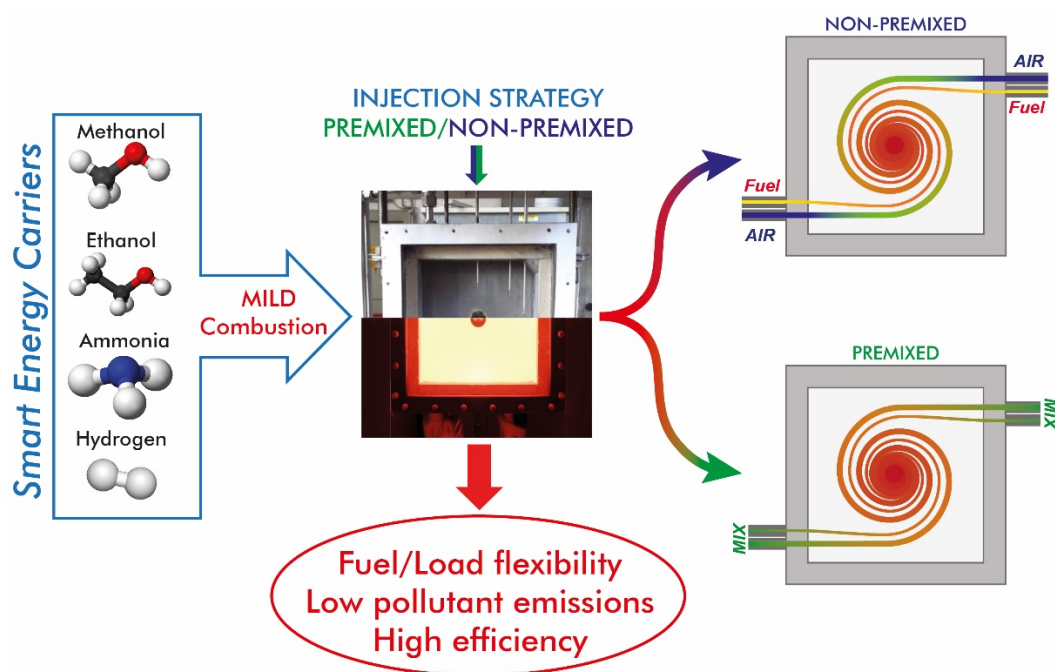 Smart Energy Carriers
Methanol
Ethanol
Ammonia
Hydrogen
MILD
Combustion
INJECTION STRATEGY
PREMIXED/NON-PREMIXED
Fuel/Load flexibility
Low pollutant emissions
High efficiency
NON-PREMIXED
AIR
Fuel
Fuel
AIR
PREMIXED
MIX
MIX